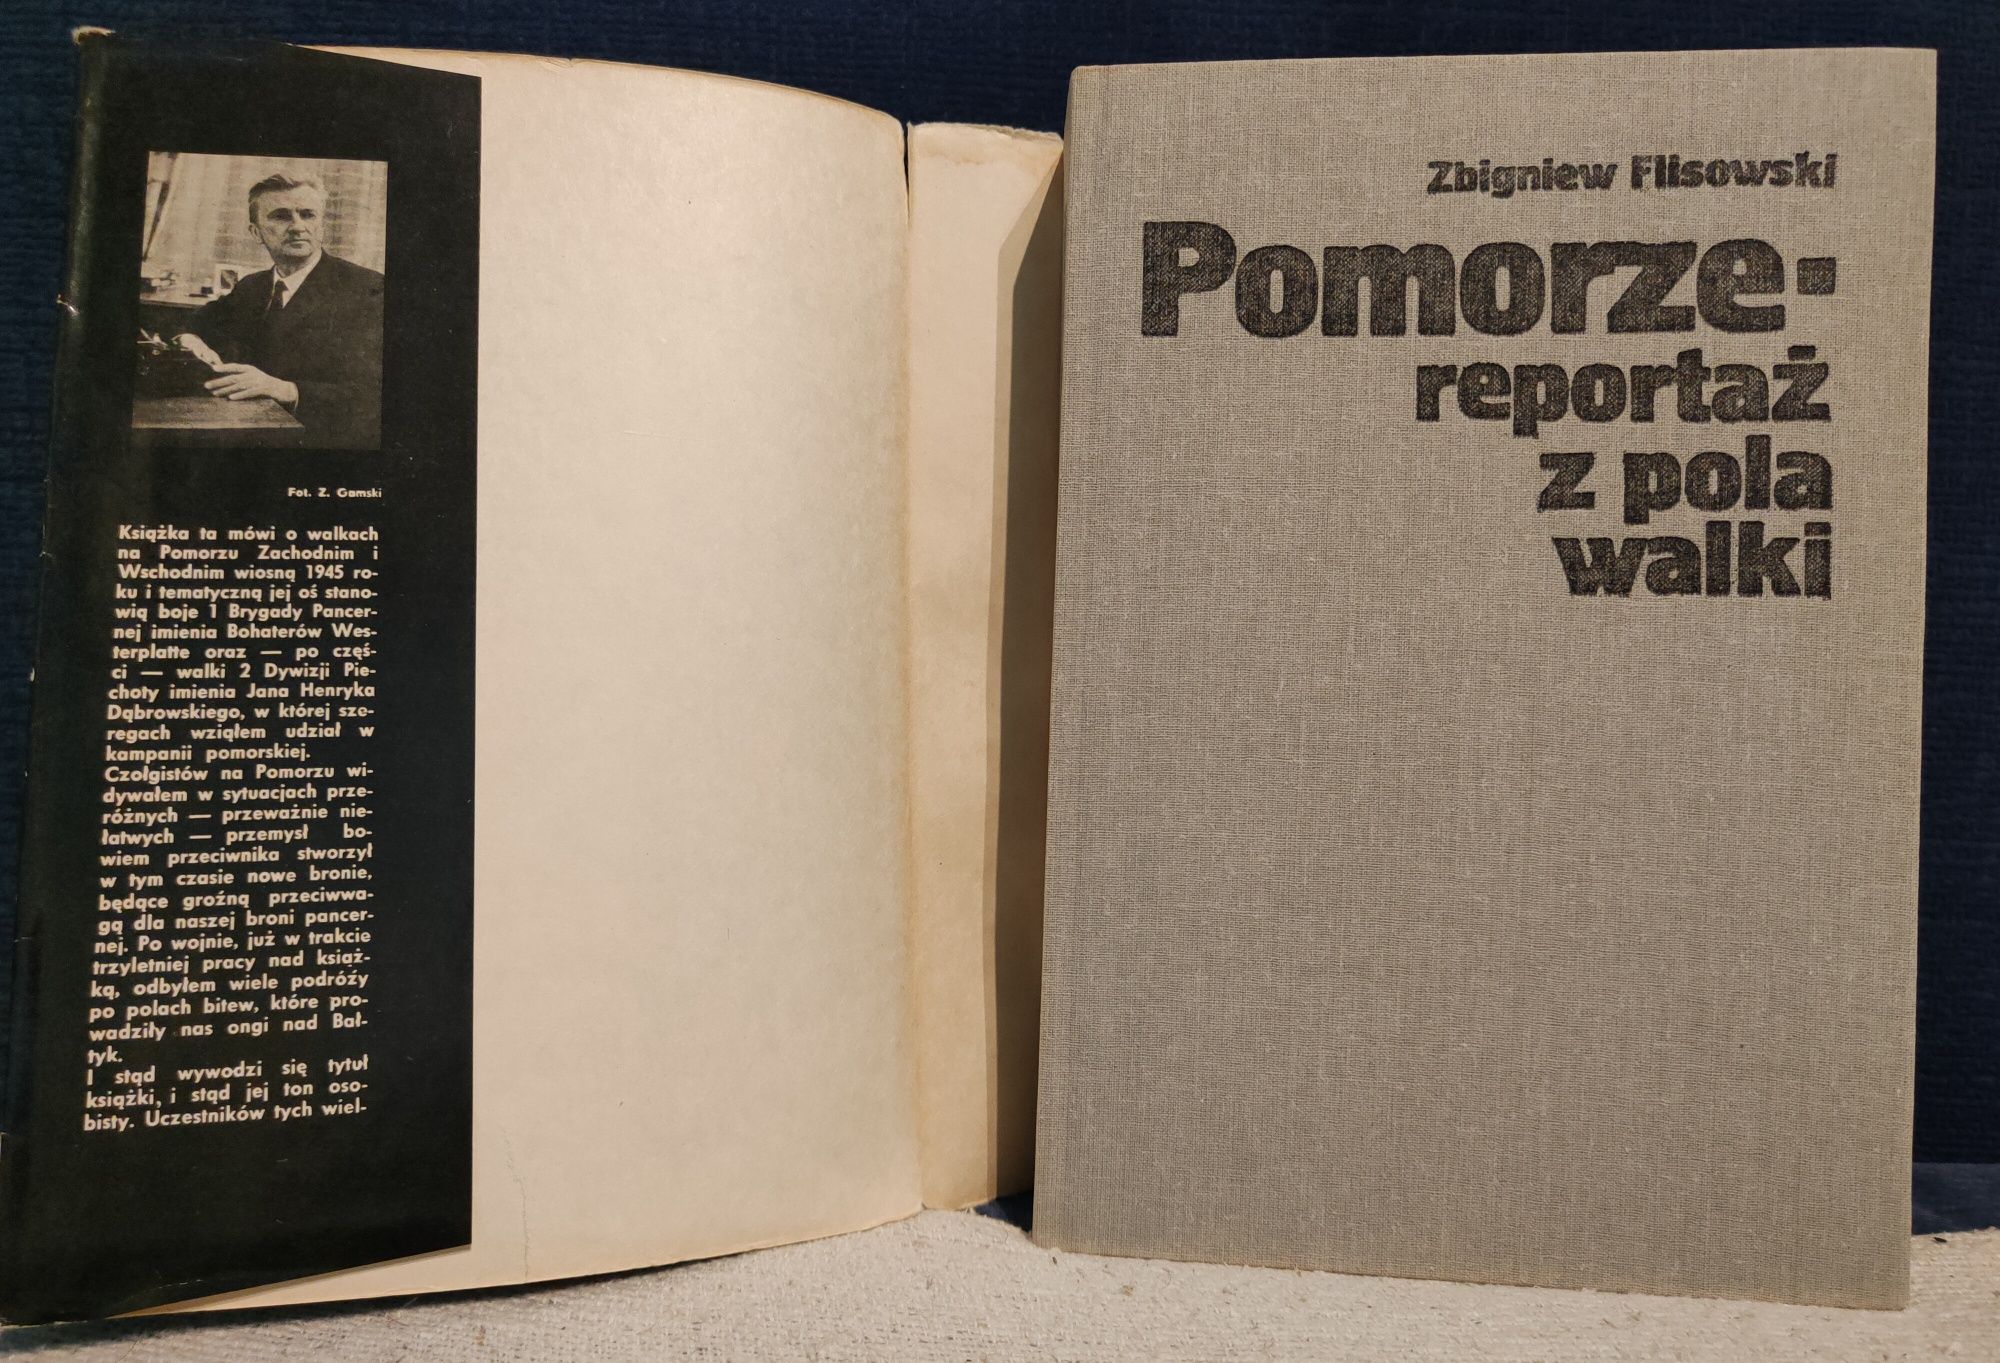 Fot. Z. Gamski
Książka ta mówi o walkach
na Pomorzu Zachodnim i
Wschodnim wiosną 1945 ro-
ku i tematyczną jej oś stano-
wią boje 1 Brygady Pancer-
nej imienia Bohaterów Wes-
terplatte oraz — po częś-
ci — walki 2 Dywizji Pie-
choty imienia Jana Henryka
Dąbrowskiego, w której sze-
regach wziąłem udział w
kampanii pomorskiej.
Czołgistów na Pomorzu wi-
dywałem w sytuacjach prze-
różnych — przeważnie nie-
łatwych — przemysł bo-
wiem przeciwnika stworzył
w tym czasie nowe bronie,
będące groźną przeciwwa-
gą dla naszej broni pancer-
nej. Po wojnie, już w trakcie
trzyletniej pracy nad książ-
ką, odbyłem wiele podróży
po polach bitew, które pro-
wadziły nas ongi nad Bał-
tyk.
I stąd wywodzi się tytuł
książki, i stąd jej ton oso-
bisty. Uczestników tych wiel-
Zbigniew Flisowski
Pomorze-
reportaż
z pola
walki